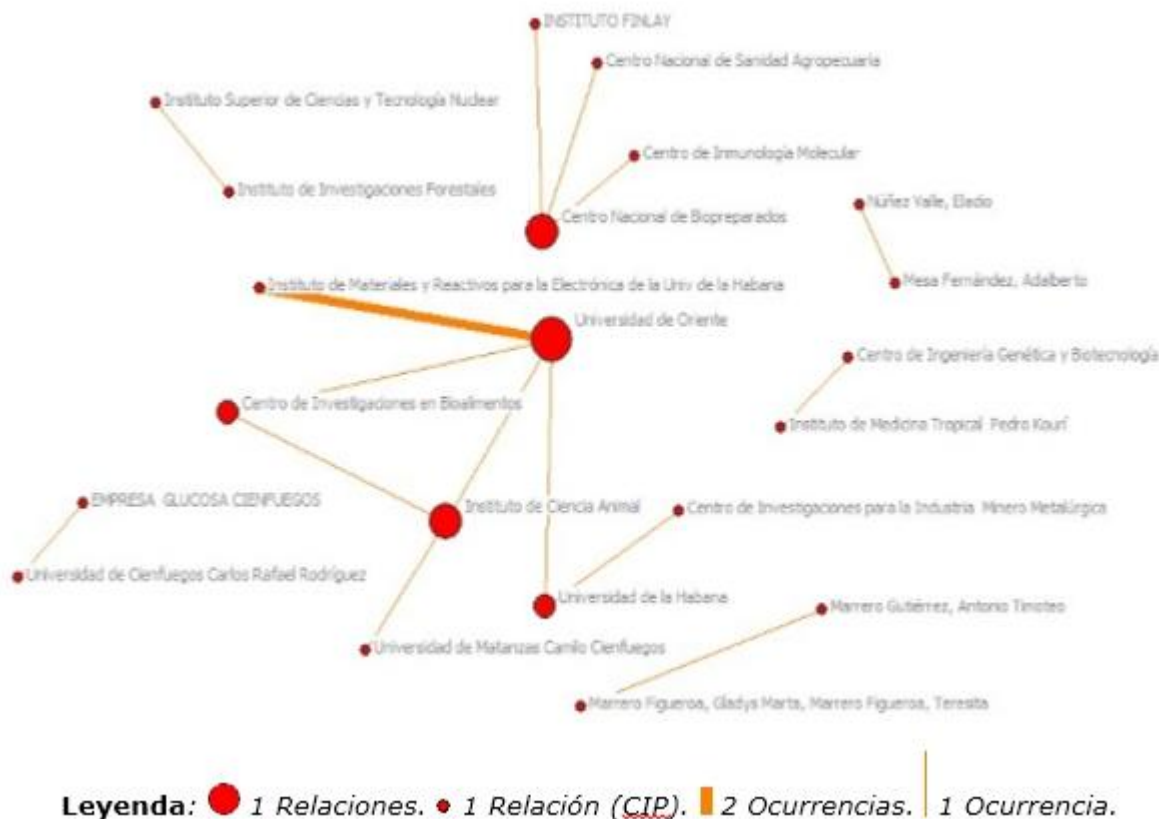 INSTITUTO FINLAY
Centro Nacional de Sanidad Agropecuaria
Instituto Superior de Ciencias y Tecnología Nuclear
Centro de Inmunología Molecular
Instituto de Investigaciones Forestales
Núñez Valle, Eladio
Centro Nacional de Biopreparados
Mesa Fernández, Adalberto
Instituto de Materiales y Reactivos para la Electrónica de la Univ de la Habana
Universidad de Oriente
Centro de Ingeniería Genética y Biotecnología
Centro de Investigaciones en Bioalimentos
Instituto de Medicina Tropical Pedro Kourí
EMPRESA GLUCOSA CIENFUEGOS
Instituto de Ciencia Animal
Centro de Investigaciones para la Industria Minero Metalúrgica
Universidad de Cienfuegos Carlos Rafael Rodríguez
Universidad de la Habana
Marrero Gutiérrez, Antonio Timoteo
Universidad de Matanzas Camilo Cienfuegos
Marrero Figueroa, Gladys Marta, Marrero Figueroa, Teresita
Leyenda: 1 Relaciones. 1 Relación (CIP). 2 Ocurrencias. 1 Ocurrencia.